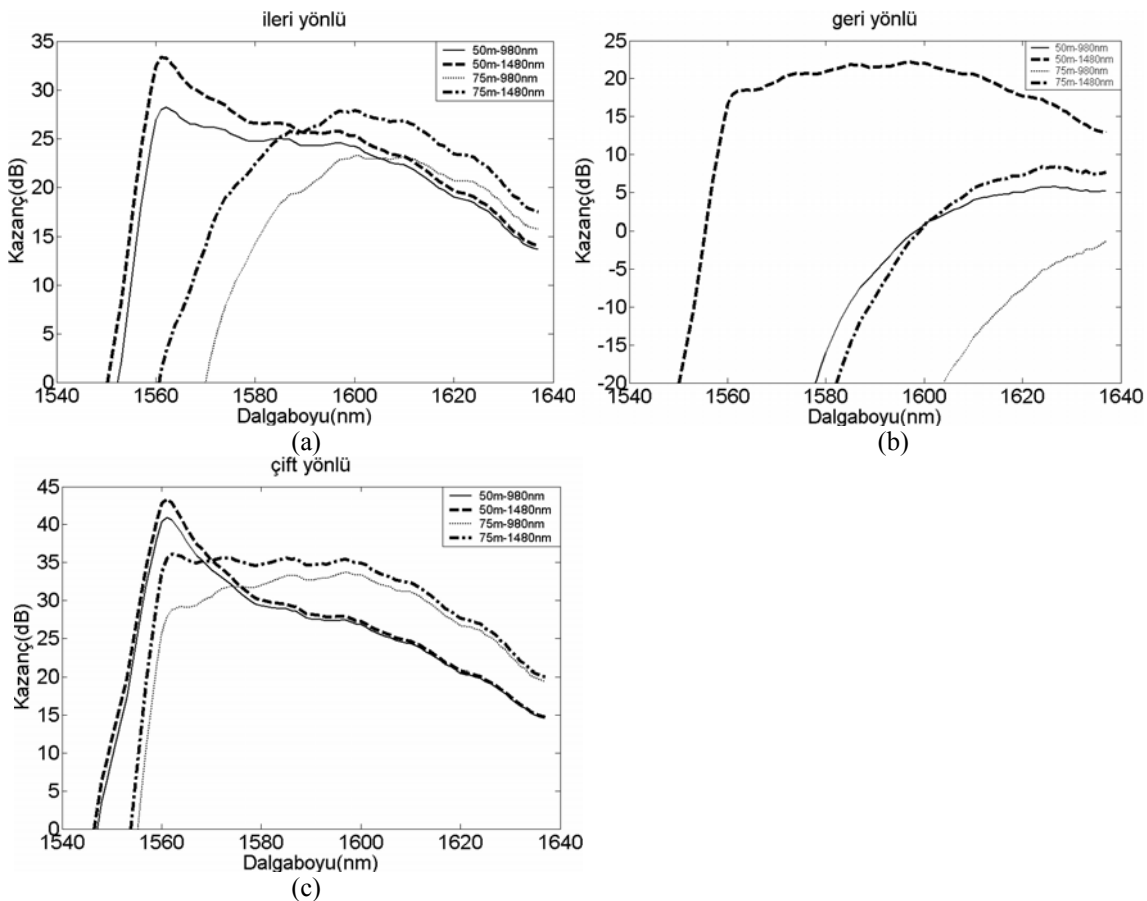 ileri yönlü
35
30
25
20
15
10
5
0
Kazanç(dB)
50m-980nm
50m-1480nm
75m-980nm
75m-1480nm
1540 1560 1580 1600 1620 1640
Dalgaboyu(nm)
(a)
geri yönlü
25
20
15
10
5
0
-5
-10
-15
-20
Kazanç(dB)
50m-980nm
50m-1480nm
75m-980nm
75m-1480nm
1540 1560 1580 1600 1620 1640
Dalgaboyu(nm)
(b)
çift yönlü
45
40
35
30
25
20
15
10
5
0
Kazanç(dB)
50m-980nm
50m-1480nm
75m-980nm
75m-1480nm
1540 1560 1580 1600 1620 1640
Dalgaboyu(nm)
(c)